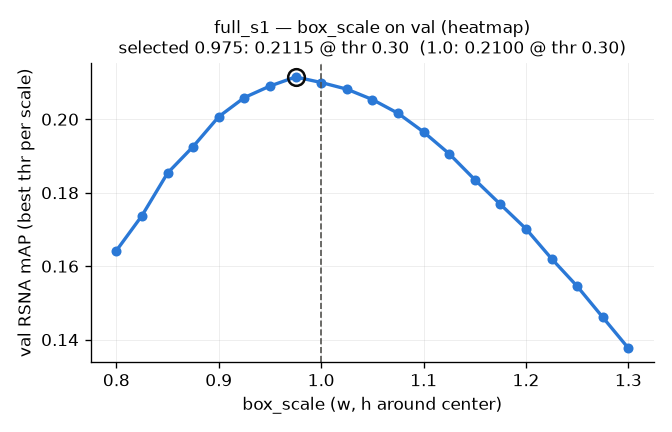 full_s1 — box_scale on val (heatmap)
selected 0.975: 0.2115 @ thr 0.30  (1.0: 0.2100 @ thr 0.30)
val RSNA mAP (best thr per scale)
0.20
0.18
0.16
0.14
0.8
0.9
1.0
1.1
1.2
1.3
box_scale (w, h around center)